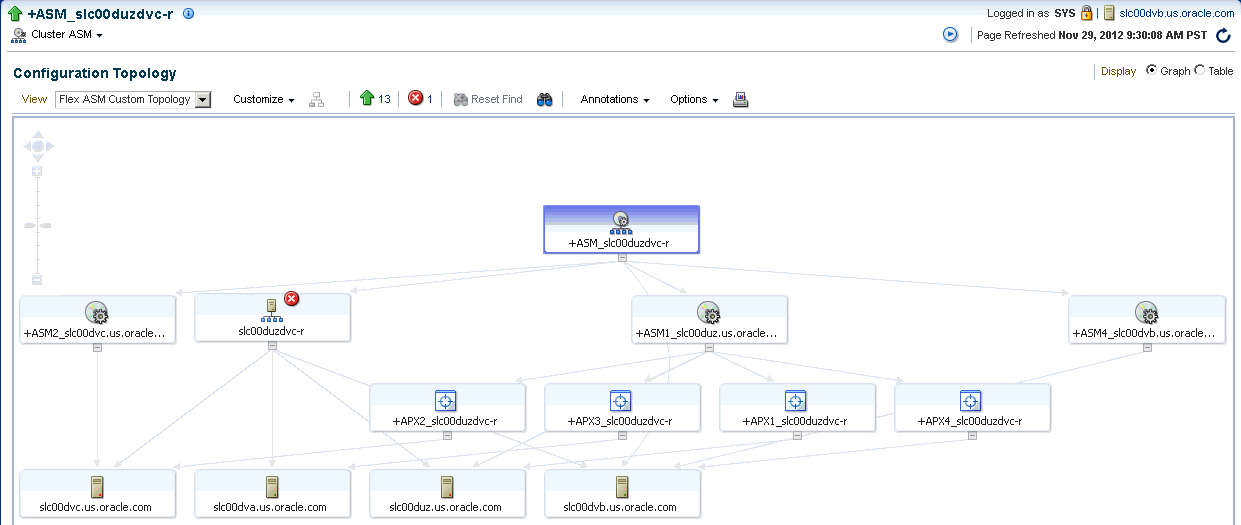 +ASM_slc00duzdvc-r
Logged in as SYS
slc00dvb.us.oracle.com
Cluster ASM
Page Refreshed Nov 29, 2012 9:30:08 AM PST
Configuration Topology
Display Graph Table
View Flex ASM Custom Topology Customize 13 1 Reset Find Annotations Options
+ASM_slc00duzdvc-r
+ASM2_slc00dvc.us.oracle...
slc00duzdvc-r
+ASM1_slc00duz.us.oracle...
+ASM4_slc00dvb.us.oracle...
+APX2_slc00duzdvc-r
+APX3_slc00duzdvc-r
+APX1_slc00duzdvc-r
+APX4_slc00duzdvc-r
slc00dvc.us.oracle.com
slc00dva.us.oracle.com
slc00duz.us.oracle.com
slc00dvb.us.oracle.com